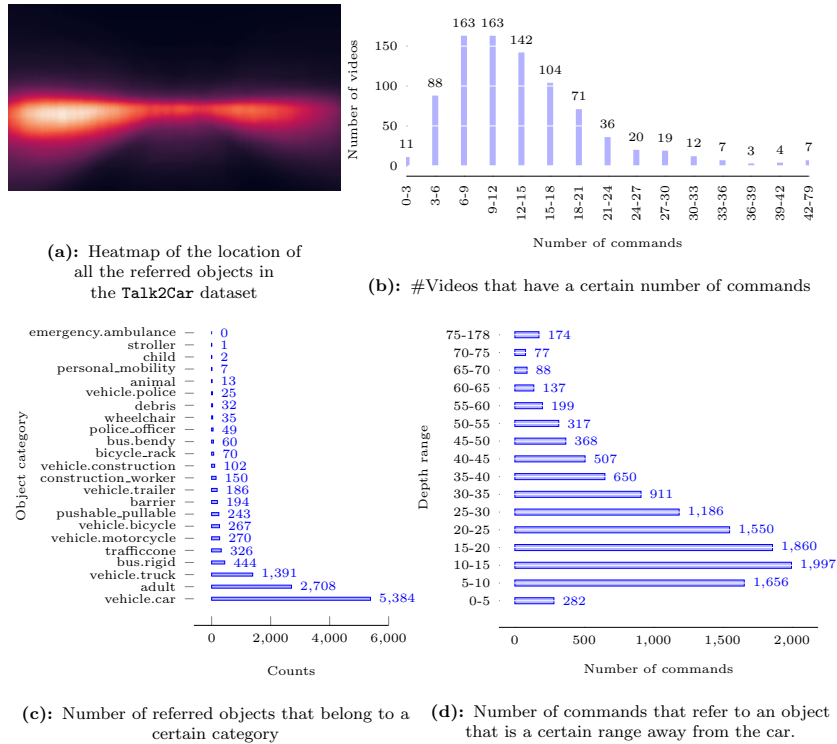 163 163
150
142
104
100
88
71
50
36
20
19
12
11
7
3
4
7
0
Number of videos
0-3
3-6
6-9
9-12
12-15
15-18
18-21
21-24
24-27
27-30
30-33
33-36
36-39
39-42
42-79
Number of commands
(a): Heatmap of the location of
all the referred objects in
the Talk2Car dataset
(b): #Videos that have a certain number of commands
Object category
emergency.ambulance 0
stroller 1
child 2
personal_mobility 7
animal 13
vehicle.police 25
debris 32
wheelchair 35
police_officer 49
bus.bendy 60
bicycle_rack 70
vehicle.construction 102
construction_worker 150
vehicle.trailer 186
barrier 194
pushable_pullable 243
vehicle.bicycle 267
vehicle.motorcycle 270
trafficcone 326
bus.rigid 444
vehicle.truck 1,391
adult 2,708
vehicle.car 5,384
0 2,000 4,000 6,000
Counts
(c): Number of referred objects that belong to a
certain category
Depth range
75-178 174
70-75 77
65-70 88
60-65 137
55-60 199
50-55 317
45-50 368
40-45 507
35-40 650
30-35 911
25-30 1,186
20-25 1,550
15-20 1,860
10-15 1,997
5-10 1,656
0-5 282
0 500 1,000 1,500 2,000
Number of commands
(d): Number of commands that refer to an object
that is a certain range away from the car.